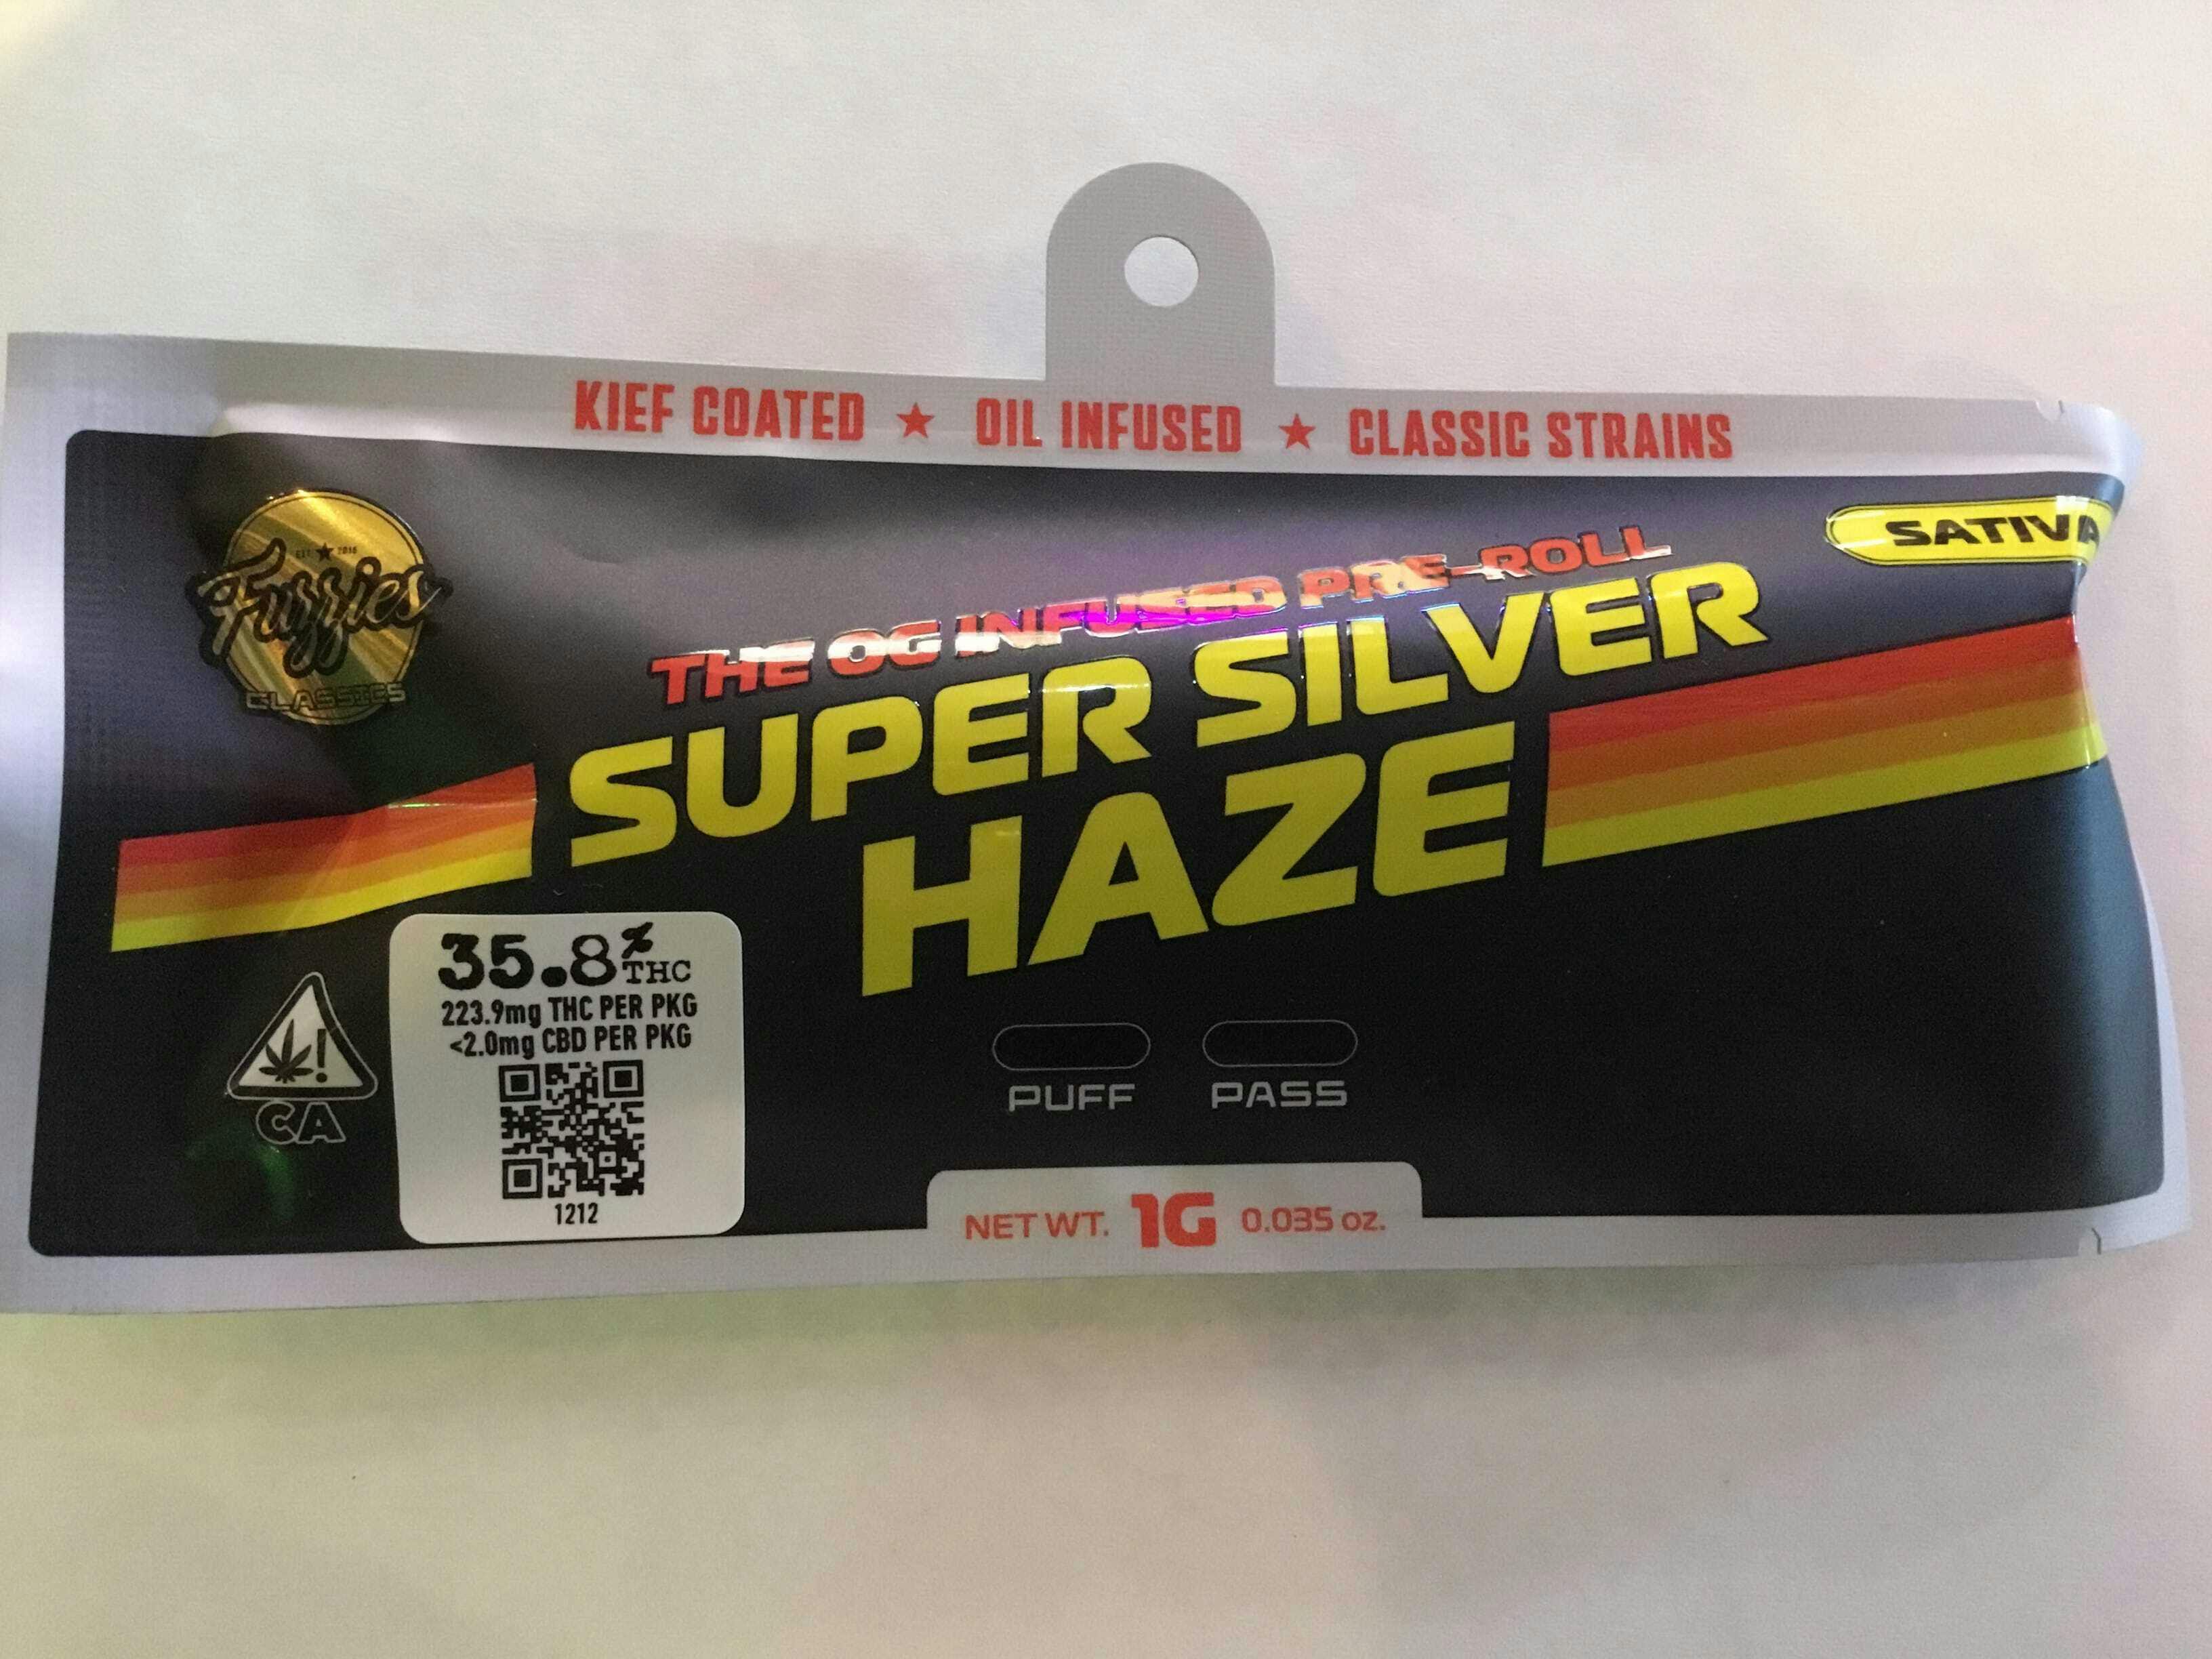 KIEF COATED ★ OIL INFUSED ★ CLASSIC STRAINS
SATIVA
EST. ★ 2018
Fuzzies
CLASSICS
THE OG INFUSED PRE-ROLL
SUPER SILVER
HAZE
35.8% THC
223.9mg THC PER PKG
<2.0mg CBD PER PKG
1212
!
CA
PUFF PASS
NET WT. 1G 0.035 oz.